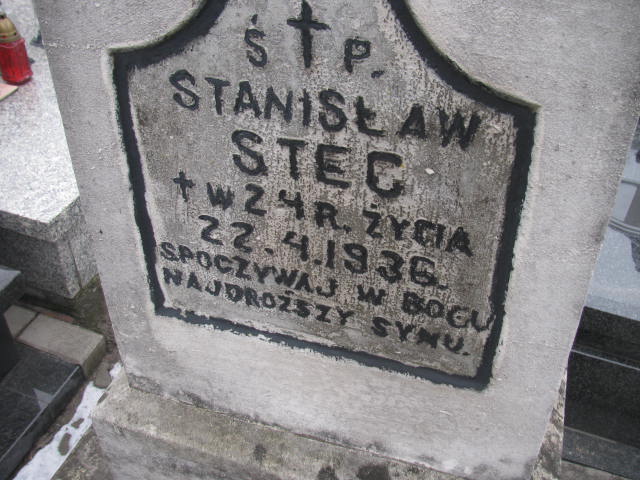 Ś † P.
STANISŁAW
STEC
† W 24 R. ŻYCIA
22.4.1936.
SPOCZYWAJ W BOGU
NAJDROŻSZY SYNU.